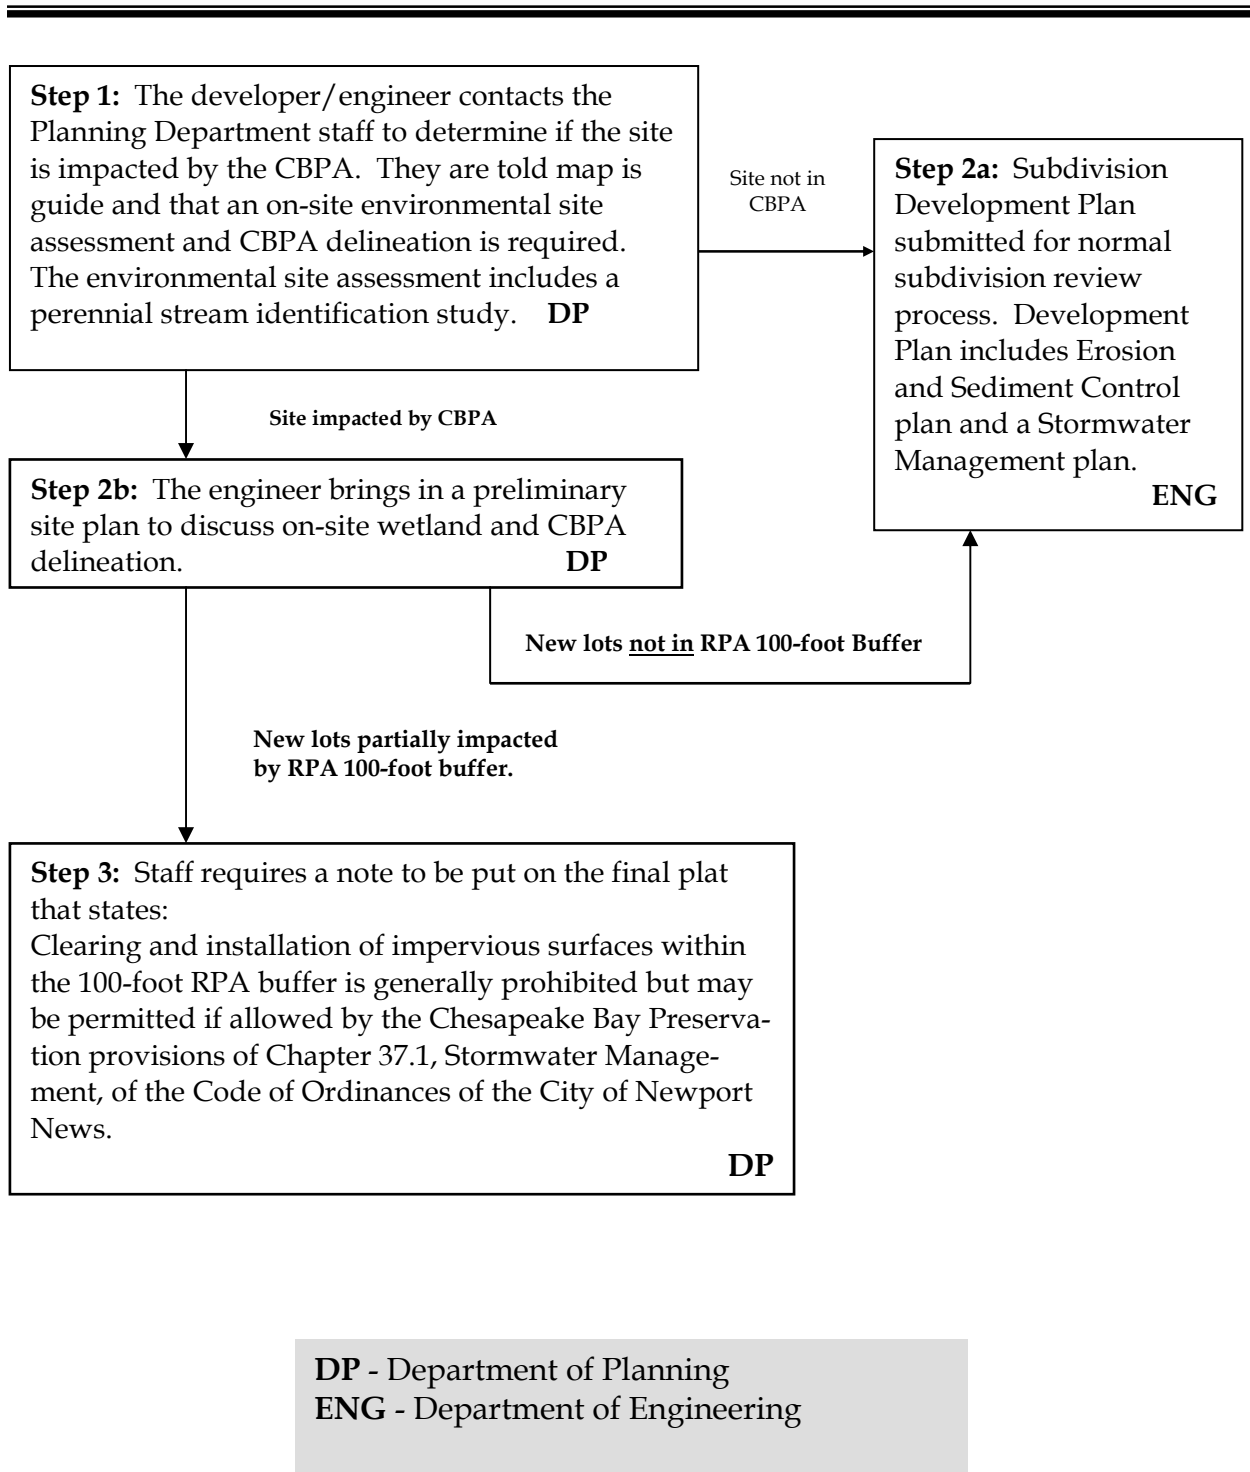 Step 1: The developer/engineer contacts the
Planning Department staff to determine if the site
is impacted by the CBPA. They are told map is
guide and that an on-site environmental site
assessment and CBPA delineation is required.
The environmental site assessment includes a
perennial stream identification study. DP
Site not in
CBPA
Step 2a: Subdivision
Development Plan
submitted for normal
subdivision review
process. Development
Plan includes Erosion
and Sediment Control
plan and a Stormwater
Management plan.
ENG
Site impacted by CBPA
Step 2b: The engineer brings in a preliminary
site plan to discuss on-site wetland and CBPA
delineation. DP
New lots not in RPA 100-foot Buffer
New lots partially impacted
by RPA 100-foot buffer.
Step 3: Staff requires a note to be put on the final plat
that states:
Clearing and installation of impervious surfaces within
the 100-foot RPA buffer is generally prohibited but may
be permitted if allowed by the Chesapeake Bay Preserva-
tion provisions of Chapter 37.1, Stormwater Manage-
ment, of the Code of Ordinances of the City of Newport
News.
DP
DP - Department of Planning
ENG - Department of Engineering